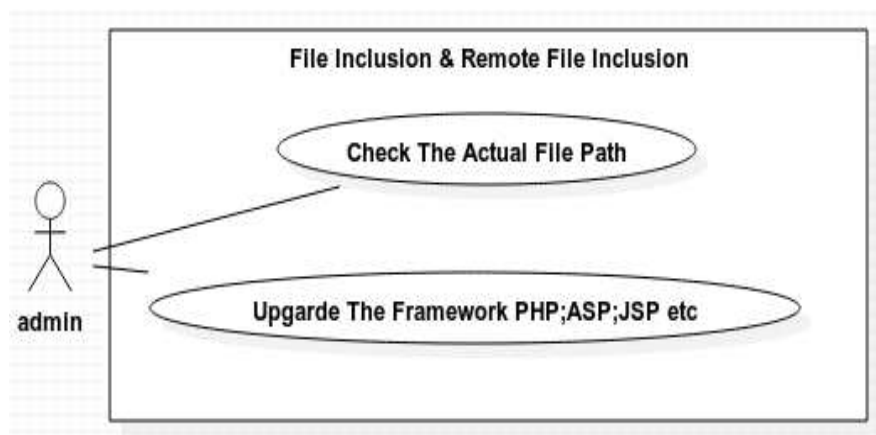 File Inclusion & Remote File Inclusion
Check The Actual File Path
Upgarde The Framework PHP;ASP;JSP etc
admin